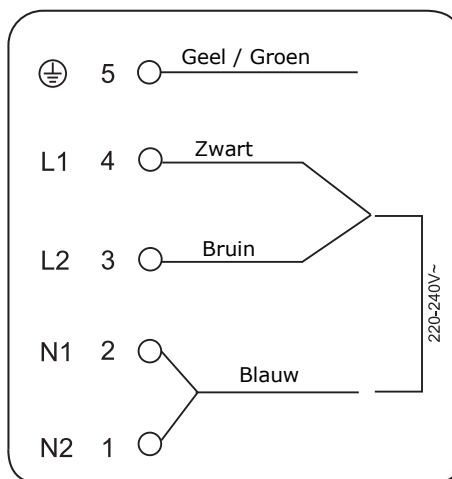 5 Geel / Groen
L1 4 Zwart
L2 3 Bruin
220-240V~
N1 2
Blauw
N2 1